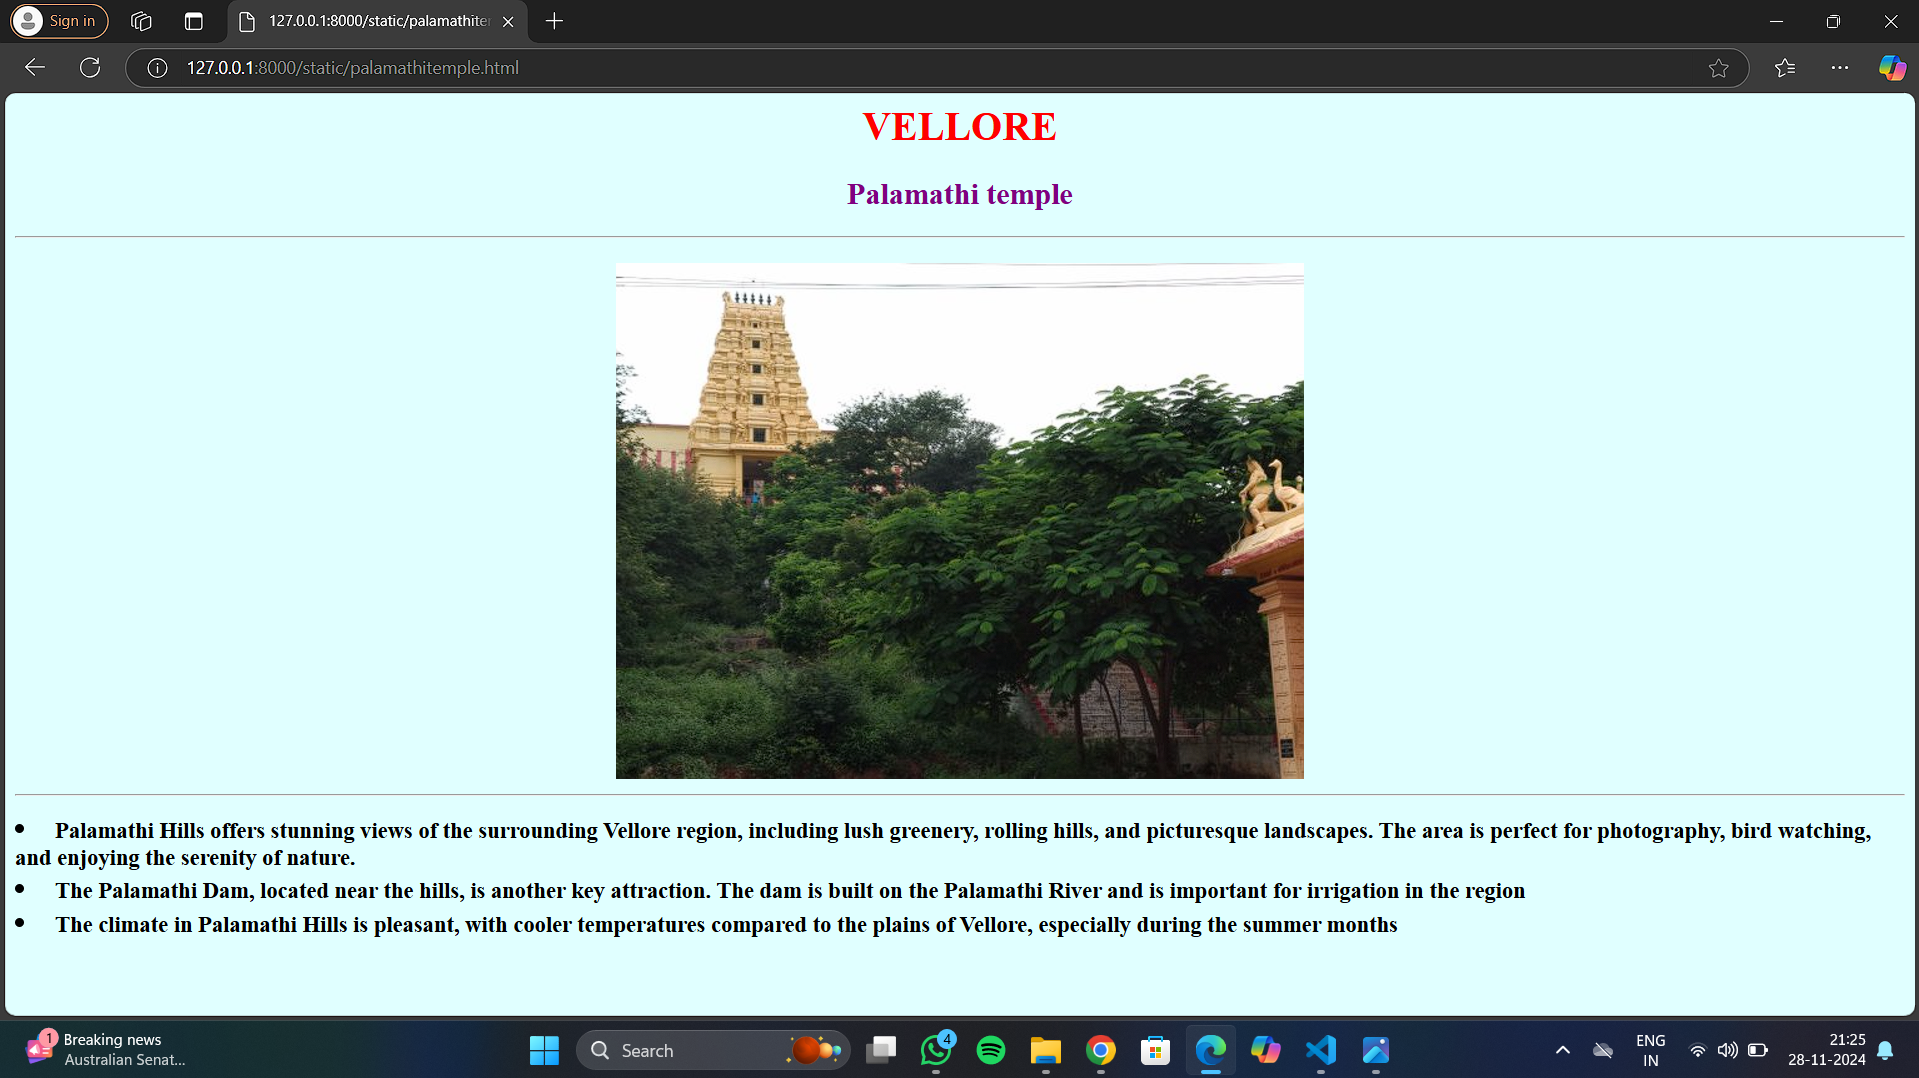 Sign in
127.0.0.1:8000/static/palamathite
127.0.0.1:8000/static/palamathitemple.html
VELLORE
Palamathi temple
Palamathi Hills offers stunning views of the surrounding Vellore region, including lush greenery, rolling hills, and picturesque landscapes. The area is perfect for photography, bird watching,
and enjoying the serenity of nature.
The Palamathi Dam, located near the hills, is another key attraction. The dam is built on the Palamathi River and is important for irrigation in the region
The climate in Palamathi Hills is pleasant, with cooler temperatures compared to the plains of Vellore, especially during the summer months
1
Breaking news
Australian Senat...
Search
4
ENG
IN
21:25
28-11-2024